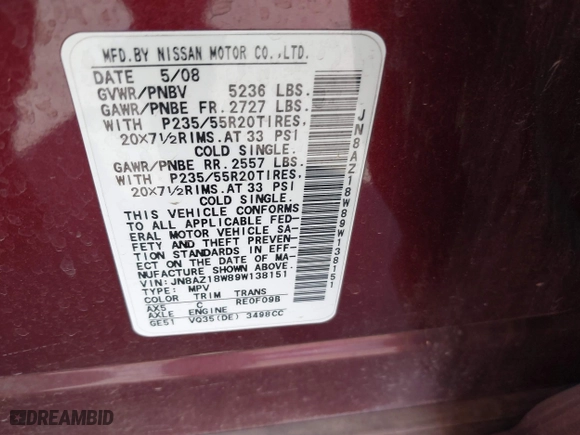 MFD.BY NISSAN MOTOR CO.,LTD.
DATE 5/08
GVWR/PNBV 5236 LBS.
GAWR/PNBE FR. 2727 LBS.
WITH P235/55R20TIRES,
20X7½RIMS.AT 33 PSI
COLD SINGLE.
GAWR/PNBE RR. 2557 LBS.
WITH P235/55R20TIRES,
20X7½RIMS.AT 33 PSI
COLD SINGLE.
THIS VEHICLE CONFORMS
TO ALL APPLICABLE FED-
ERAL MOTOR VEHICLE SA-
FETY AND THEFT PREVEN-
TION STANDARDS IN EFF-
ECT ON THE DATE OF MA-
NUFACTURE SHOWN ABOVE.
VIN:JN8AZ18W89W138151
TYPE: MPV
COLOR TRIM TRANS
AX5 C RE0F09B
AXLE ENGINE
GE51 VQ35(DE) 3498CC
JN8AZ18W89W138151
DREAMBID